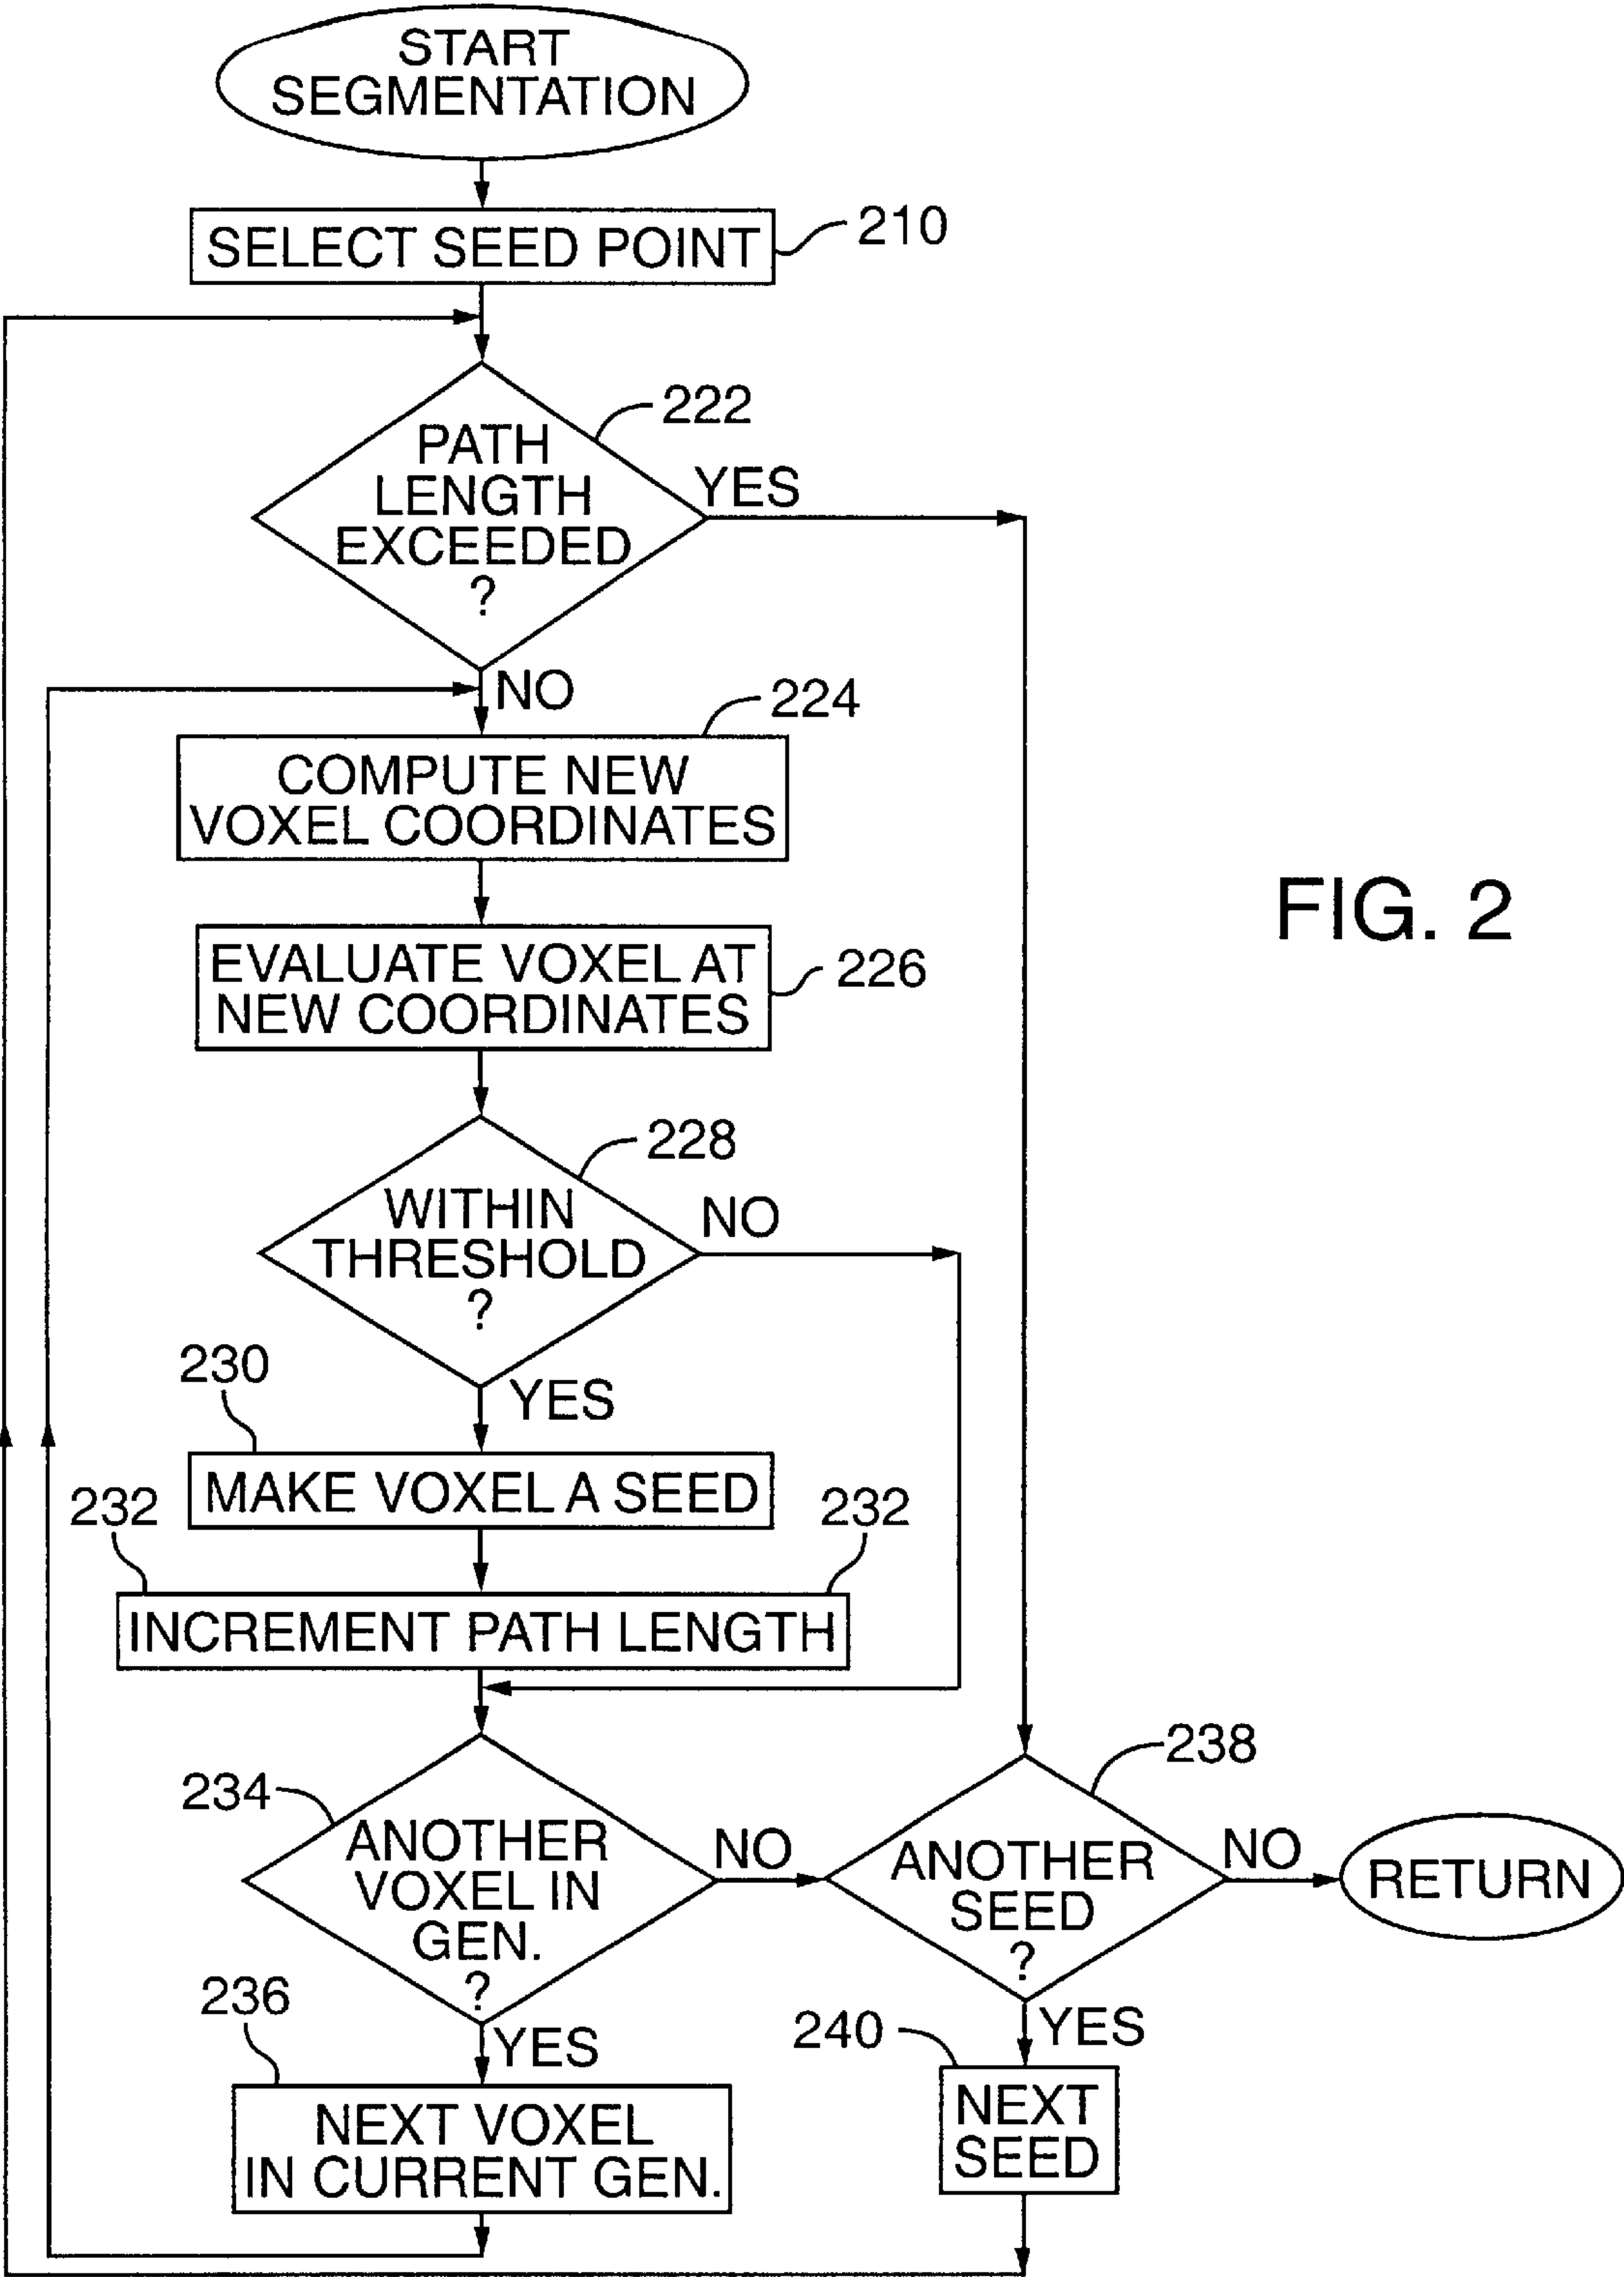 START
SEGMENTATION
SELECT SEED POINT
210
222
PATH
LENGTH
EXCEEDED
?
YES
NO
224
COMPUTE NEW
VOXEL COORDINATES
FIG. 2
EVALUATE VOXEL AT
NEW COORDINATES
226
228
WITHIN
THRESHOLD
?
NO
230
YES
MAKE VOXEL A SEED
232
232
INCREMENT PATH LENGTH
234
ANOTHER
VOXEL IN
GEN.
?
NO
238
ANOTHER
SEED
?
NO
RETURN
236
YES
240
YES
NEXT VOXEL
IN CURRENT GEN.
NEXT
SEED